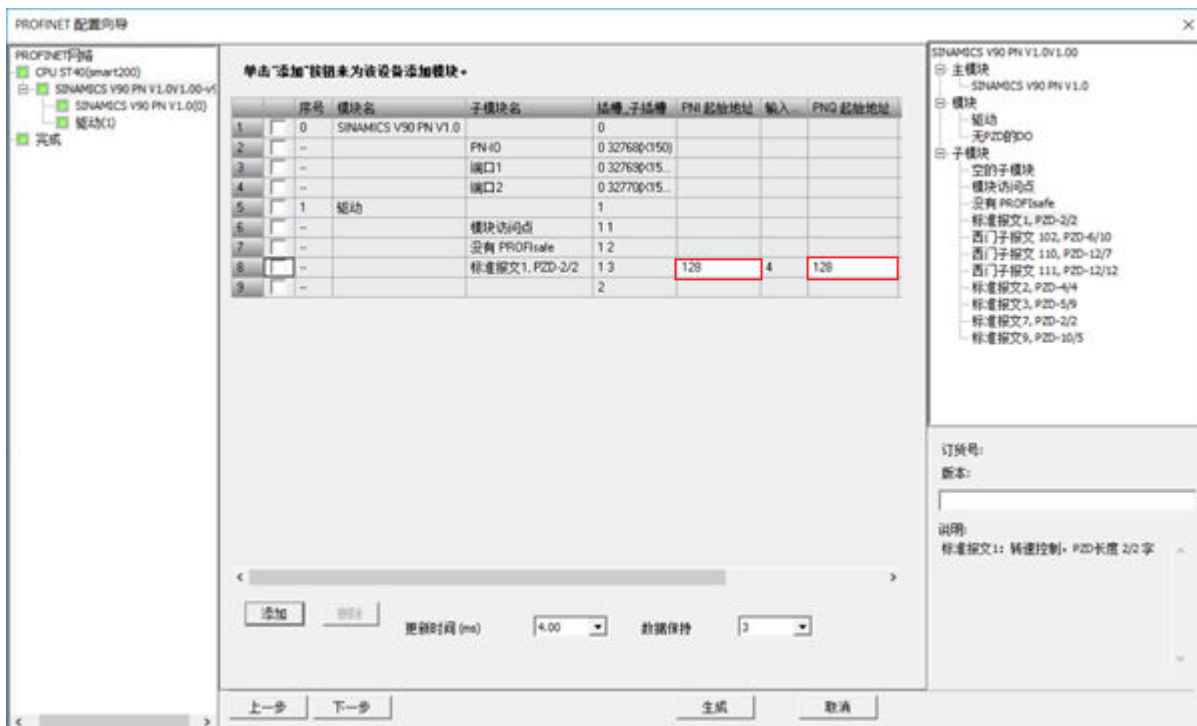 PROFINET 配置向导
PROFINET网络
CPU ST40(smart200)
SINAMICS V90 PN V1.0V1.00-v9
SINAMICS V90 PN V1.0(0)
驱动(1)
完成
单击"添加"按钮来为该设备添加模块。
序号 模块名 子模块名 插槽_子插槽 PNI 起始地址 输入 PNQ 起始地址
1 0 SINAMICS V90 PN V1.0 0
2 -- PN-IO 0 32768(X150)
3 -- 端口1 0 32769(X15...
4 -- 端口2 0 32770(X15...
5 1 驱动 1
6 -- 模块访问点 1 1
7 -- 没有 PROFIsafe 1 2
8 -- 标准报文1, PZD-2/2 1 3 128 4 128
9 -- 2
添加 删除 更新时间 (ms) 4.00 数据保持 3
上一步 下一步 生成 取消
SINAMICS V90 PN V1.0V1.00
主模块
SINAMICS V90 PN V1.0
模块
驱动
无PZD的DO
子模块
空的子模块
模块访问点
没有 PROFIsafe
标准报文1, PZD-2/2
西门子报文 102, PZD-6/10
西门子报文 110, PZD-12/7
西门子报文 111, PZD-12/12
标准报文2, PZD-4/4
标准报文3, PZD-5/9
标准报文7, PZD-2/2
标准报文9, PZD-10/5
订货号:
版本:
说明:
标准报文1: 转速控制, PZD长度 2/2 字